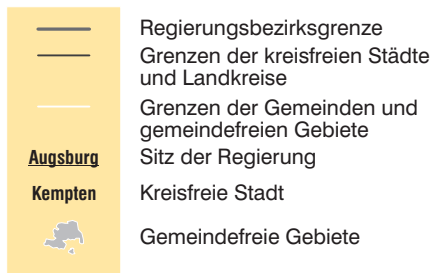 Regierungsbezirksgrenze
Grenzen der kreisfreien Städte
und Landkreise
Grenzen der Gemeinden und
gemeindefreien Gebiete
Augsburg Sitz der Regierung
Kempten Kreisfreie Stadt
Gemeindefreie Gebiete